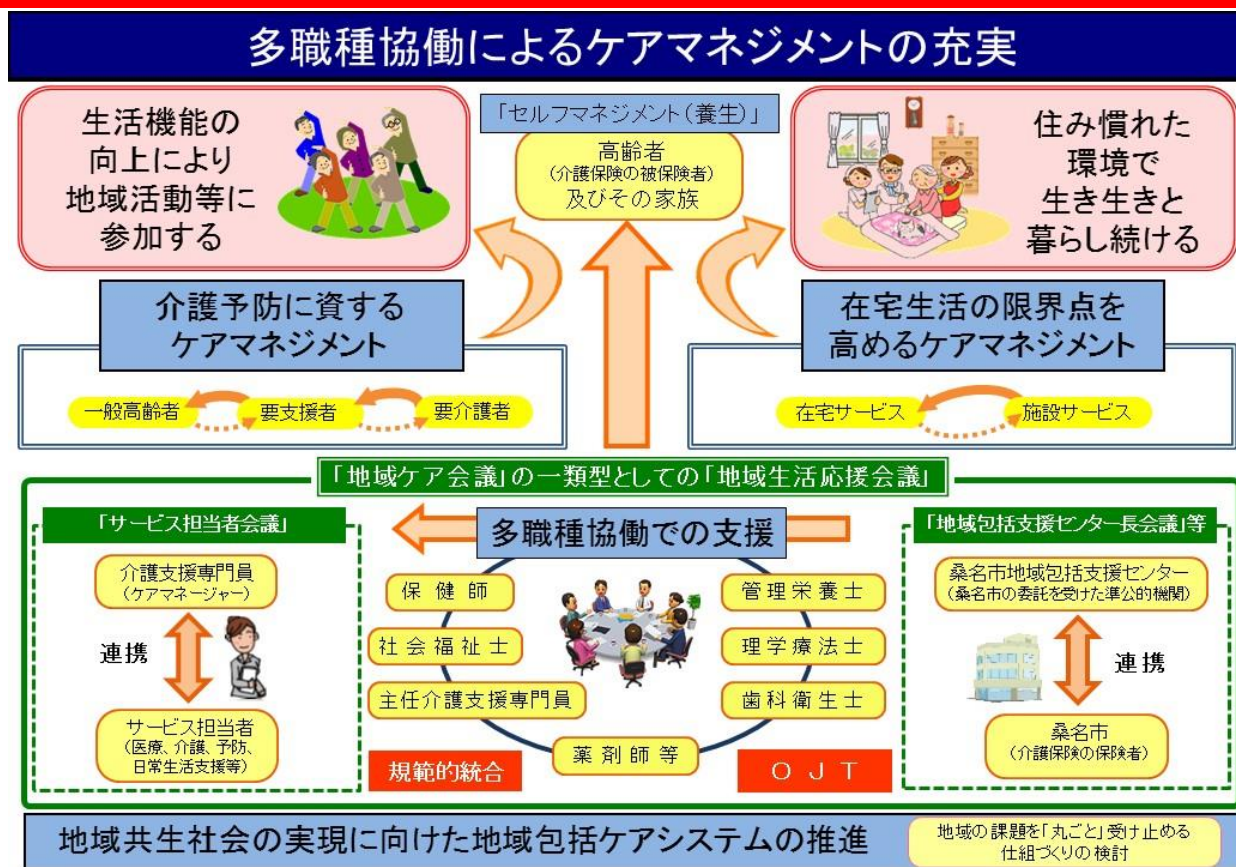 多職種協働によるケアマネジメントの充実
生活機能の
向上により
地域活動等に
参加する
「セルフマネジメント（養生）」
高齢者
（介護保険の被保険者）
及びその家族
住み慣れた
環境で
生き生きと
暮らし続ける
介護予防に資する
ケアマネジメント
一般高齢者
要支援者
要介護者
在宅生活の限界点を
高めるケアマネジメント
在宅サービス
施設サービス
「地域ケア会議」の一類型としての「地域生活応援会議」
「サービス担当者会議」
介護支援専門員
（ケアマネージャー）
連携
サービス担当者
（医療、介護、予防、
日常生活支援等）
多職種協働での支援
保健師
社会福祉士
主任介護支援専門員
薬剤師等
管理栄養士
理学療法士
歯科衛生士
規範的統合
ＯＪＴ
「地域包括支援センター長会議」等
桑名市地域包括支援センター
（桑名市の委託を受けた準公的機関）
連携
桑名市
（介護保険の保険者）
地域共生社会の実現に向けた地域包括ケアシステムの推進
地域の課題を「丸ごと」受け止める
仕組づくりの検討